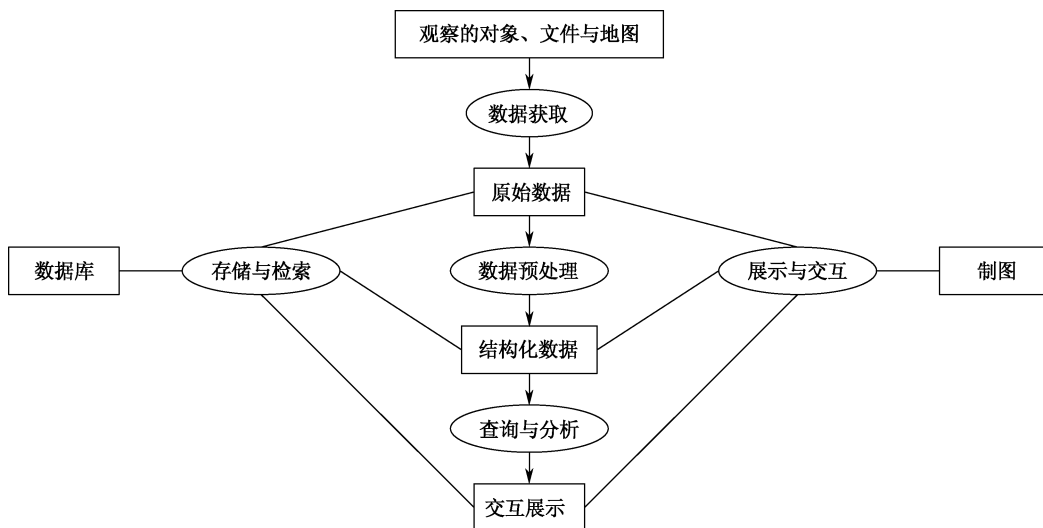 观察的对象、文件与地图
数据获取
原始数据
数据库
存储与检索
数据预处理
展示与交互
制图
结构化数据
查询与分析
交互展示